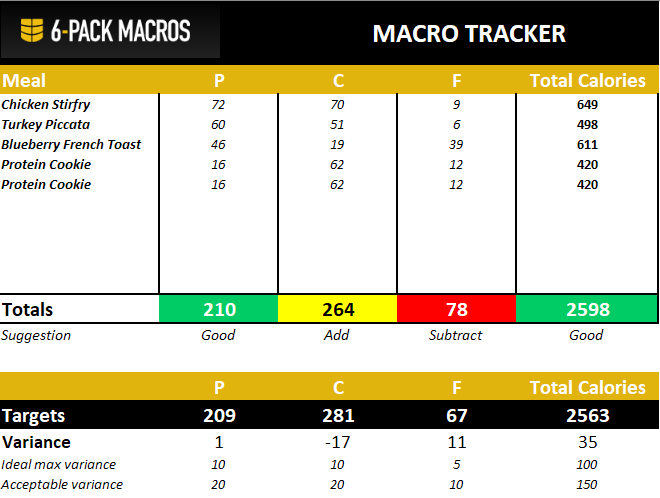 6-PACK MACROS MACRO TRACKER
Meal P C F Total Calories
Chicken Stirfry 72 70 9 649
Turkey Piccata 60 51 6 498
Blueberry French Toast 46 19 39 611
Protein Cookie 16 62 12 420
Protein Cookie 16 62 12 420
Totals 210 264 78 2598
Suggestion Good Add Subtract Good
P C F Total Calories
Targets 209 281 67 2563
Variance 1 -17 11 35
Ideal max variance 10 10 5 100
Acceptable variance 20 20 10 150